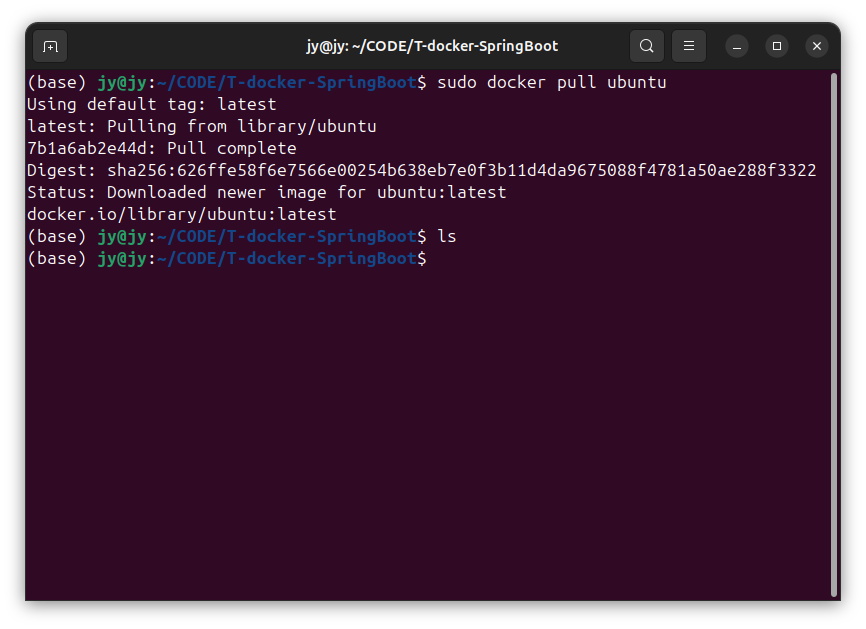 jy@jy: ~/CODE/T-docker-SpringBoot
(base) jy@jy:~/CODE/T-docker-SpringBoot$ sudo docker pull ubuntu
Using default tag: latest
latest: Pulling from library/ubuntu
7b1a6ab2e44d: Pull complete
Digest: sha256:626ffe58f6e7566e00254b638eb7e0f3b11d4da9675088f4781a50ae288f3322
Status: Downloaded newer image for ubuntu:latest
docker.io/library/ubuntu:latest
(base) jy@jy:~/CODE/T-docker-SpringBoot$ ls
(base) jy@jy:~/CODE/T-docker-SpringBoot$